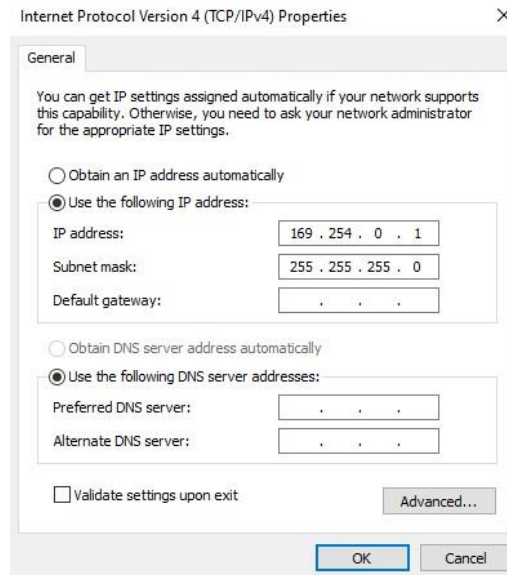 Internet Protocol Version 4 (TCP/IPv4) Properties
General
You can get IP settings assigned automatically if your network supports
this capability. Otherwise, you need to ask your network administrator
for the appropriate IP settings.
Obtain an IP address automatically
Use the following IP address:
IP address: 169 . 254 . 0 . 1
Subnet mask: 255 . 255 . 255 . 0
Default gateway: . . .
Obtain DNS server address automatically
Use the following DNS server addresses:
Preferred DNS server: . . .
Alternate DNS server: . . .
Validate settings upon exit
Advanced...
OK Cancel